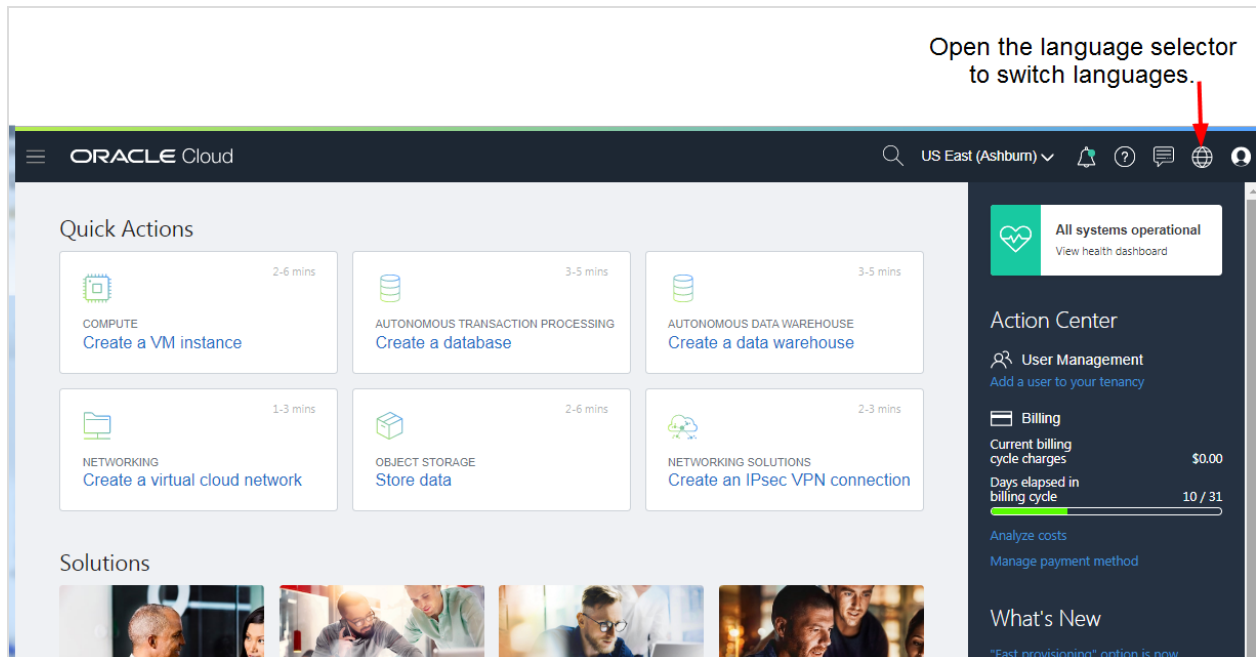 Open the language selector
to switch languages.
ORACLE Cloud
US East (Ashburn)
Quick Actions
2-6 mins
COMPUTE
Create a VM instance
3-5 mins
AUTONOMOUS TRANSACTION PROCESSING
Create a database
3-5 mins
AUTONOMOUS DATA WAREHOUSE
Create a data warehouse
1-3 mins
NETWORKING
Create a virtual cloud network
2-6 mins
OBJECT STORAGE
Store data
2-3 mins
NETWORKING SOLUTIONS
Create an IPsec VPN connection
Solutions
All systems operational
View health dashboard
Action Center
User Management
Add a user to your tenancy
Billing
Current billing
cycle charges $0.00
Days elapsed in
billing cycle 10 / 31
Analyze costs
Manage payment method
What's New
"Fast provisioning" option is now